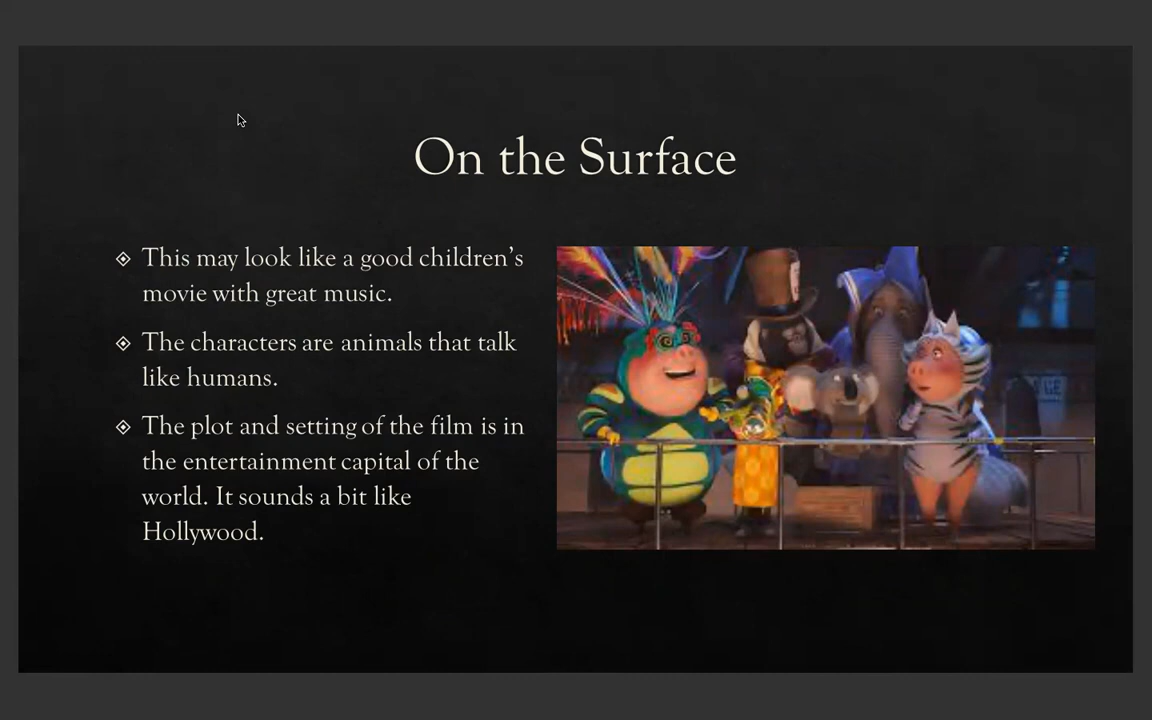 On the Surface
This may look like a good children's
movie with great music.
The characters are animals that talk
like humans.
The plot and setting of the film is in
the entertainment capital of the
world. It sounds a bit like
Hollywood.